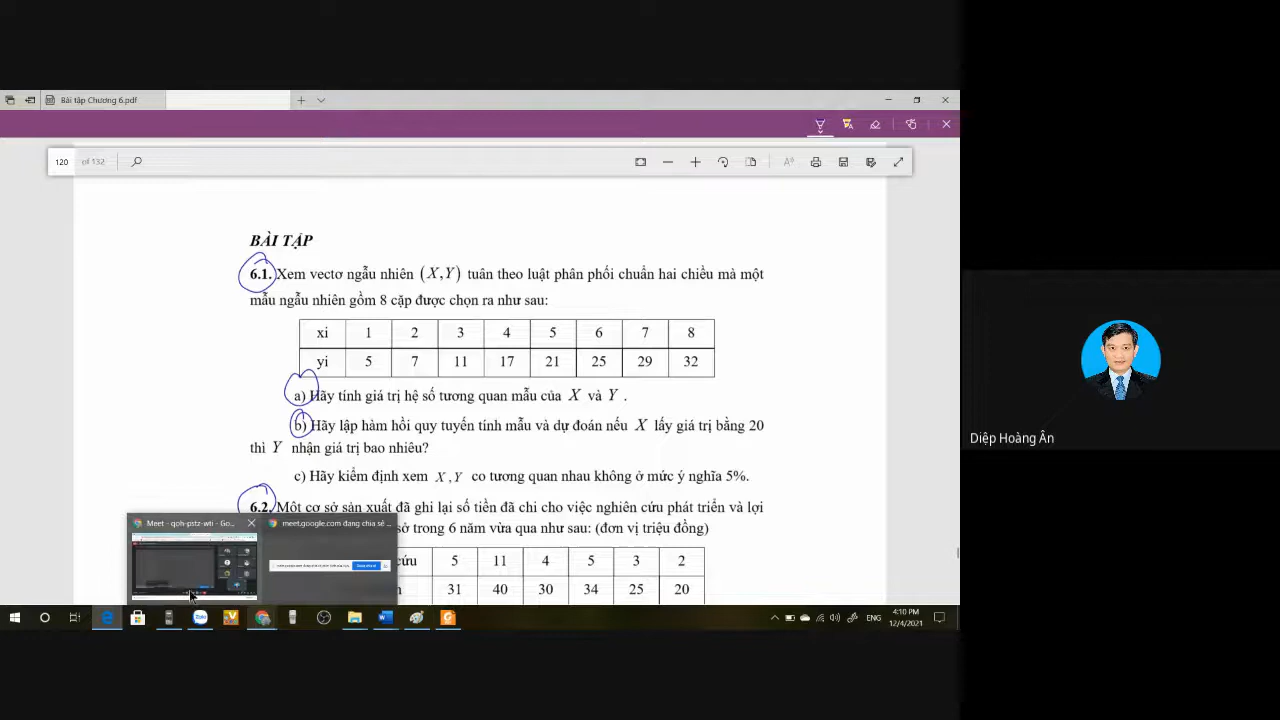 Bài tập Chương 6.pdf
120 of 132
BÀI TẬP
6.1. Xem vectơ ngẫu nhiên (X,Y) tuân theo luật phân phối chuẩn hai chiều mà một
mẫu ngẫu nhiên gồm 8 cặp được chọn ra như sau:
xi 1 2 3 4 5 6 7 8
yi 5 7 11 17 21 25 29 32
a) Hãy tính giá trị hệ số tương quan mẫu của X và Y .
b) Hãy lập hàm hồi quy tuyến tính mẫu và dự đoán nếu X lấy giá trị bằng 20
thì Y nhận giá trị bao nhiêu?
Diệp Hoàng Ân
c) Hãy kiểm định xem X,Y co tương quan nhau không ở mức ý nghĩa 5%.
6.2. Một cơ sở sản xuất đã ghi lại số tiền đã chi cho việc nghiên cứu phát triển và lợi
sở trong 6 năm vừa qua như sau: (đơn vị triệu đồng)
Meet - qoh-pstz-wti - Go...
meet.google.com đang chia sẻ ...
cứu 5 11 4 5 3 2
31 40 30 34 25 20
Zalo
ENG
4:10 PM
12/4/2021